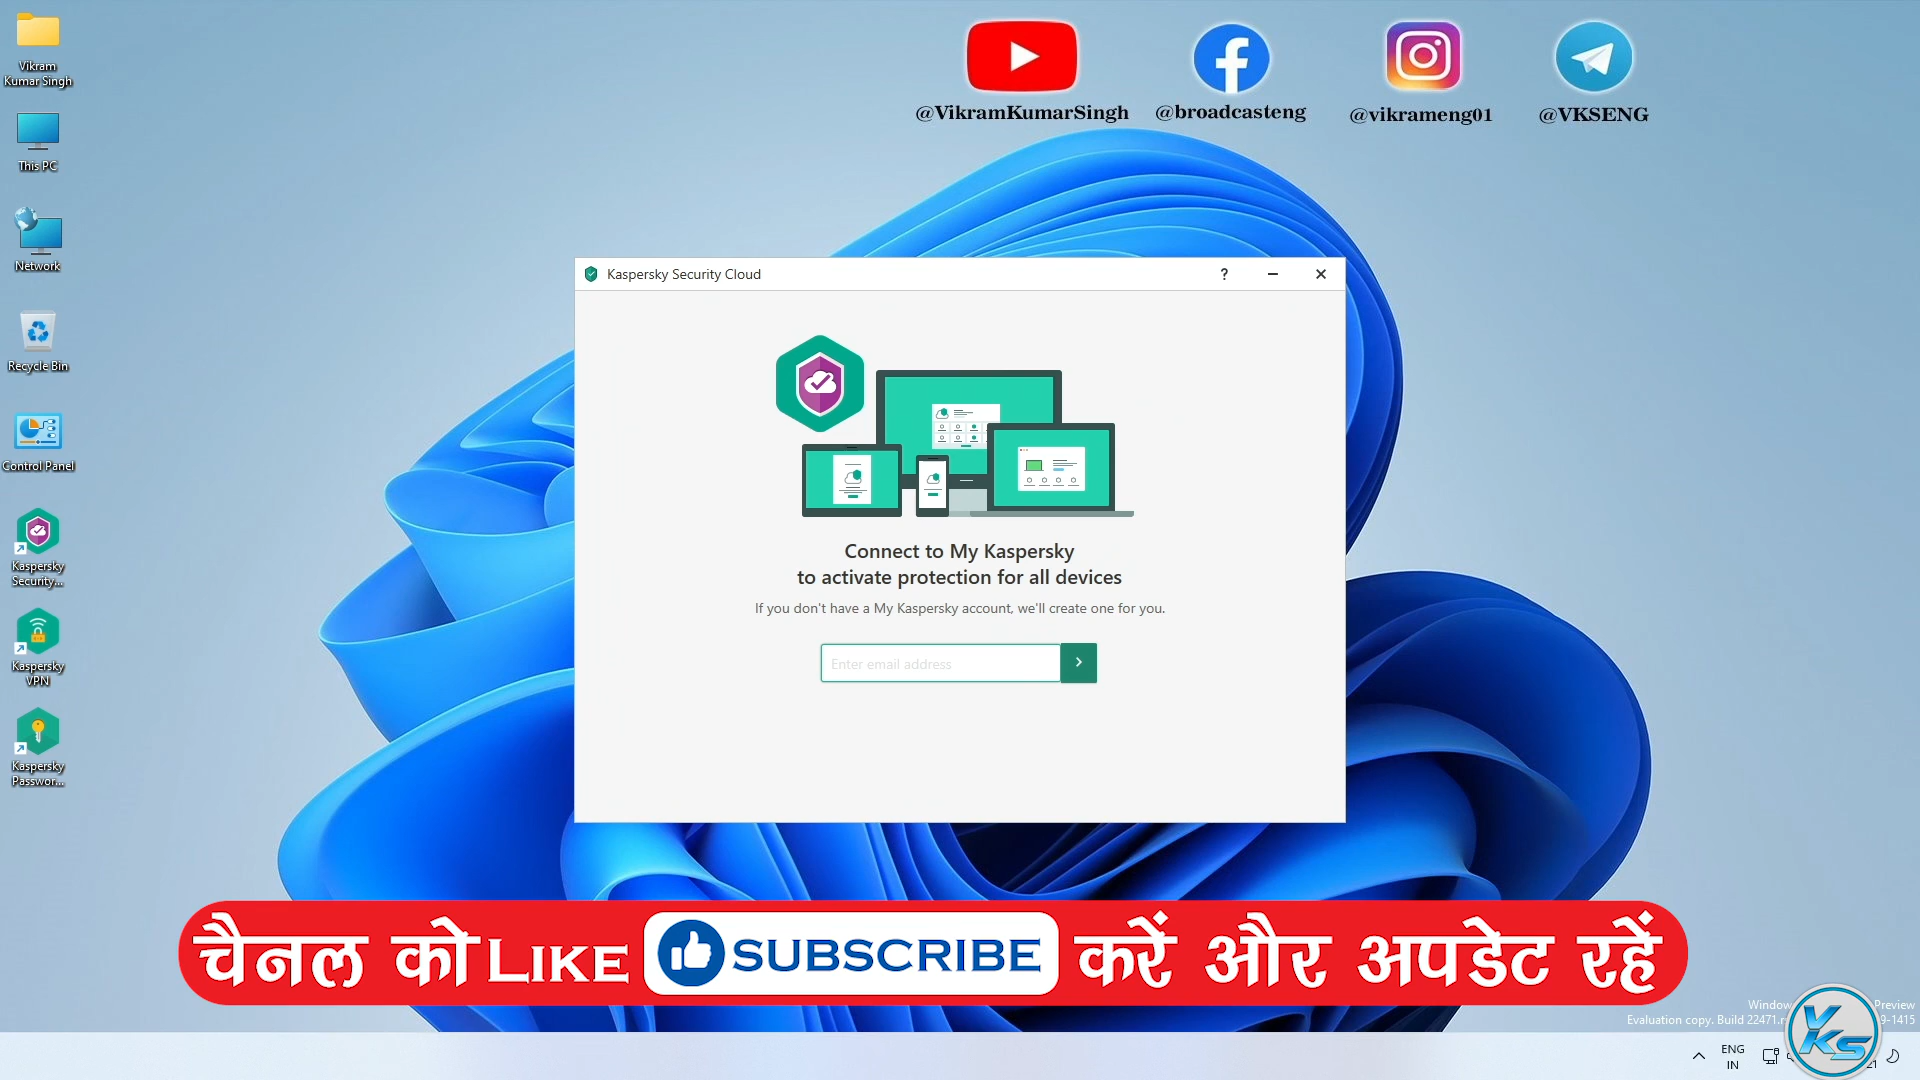 @VikramKumarSingh
@broadcasteng
@vikrameng01
@VKSENG
Vikram
Kumar Singh
This PC
Network
Recycle Bin
Control Panel
Kaspersky
Security...
Kaspersky
VPN
Kaspersky
Passwor...
Kaspersky Security Cloud
Connect to My Kaspersky
to activate protection for all devices
If you don't have a My Kaspersky account, we'll create one for you.
Enter email address
चैनल को LIKE SUBSCRIBE करें और अपडेट रहें
Preview
Evaluation copy. Build
ENG
IN
VKS